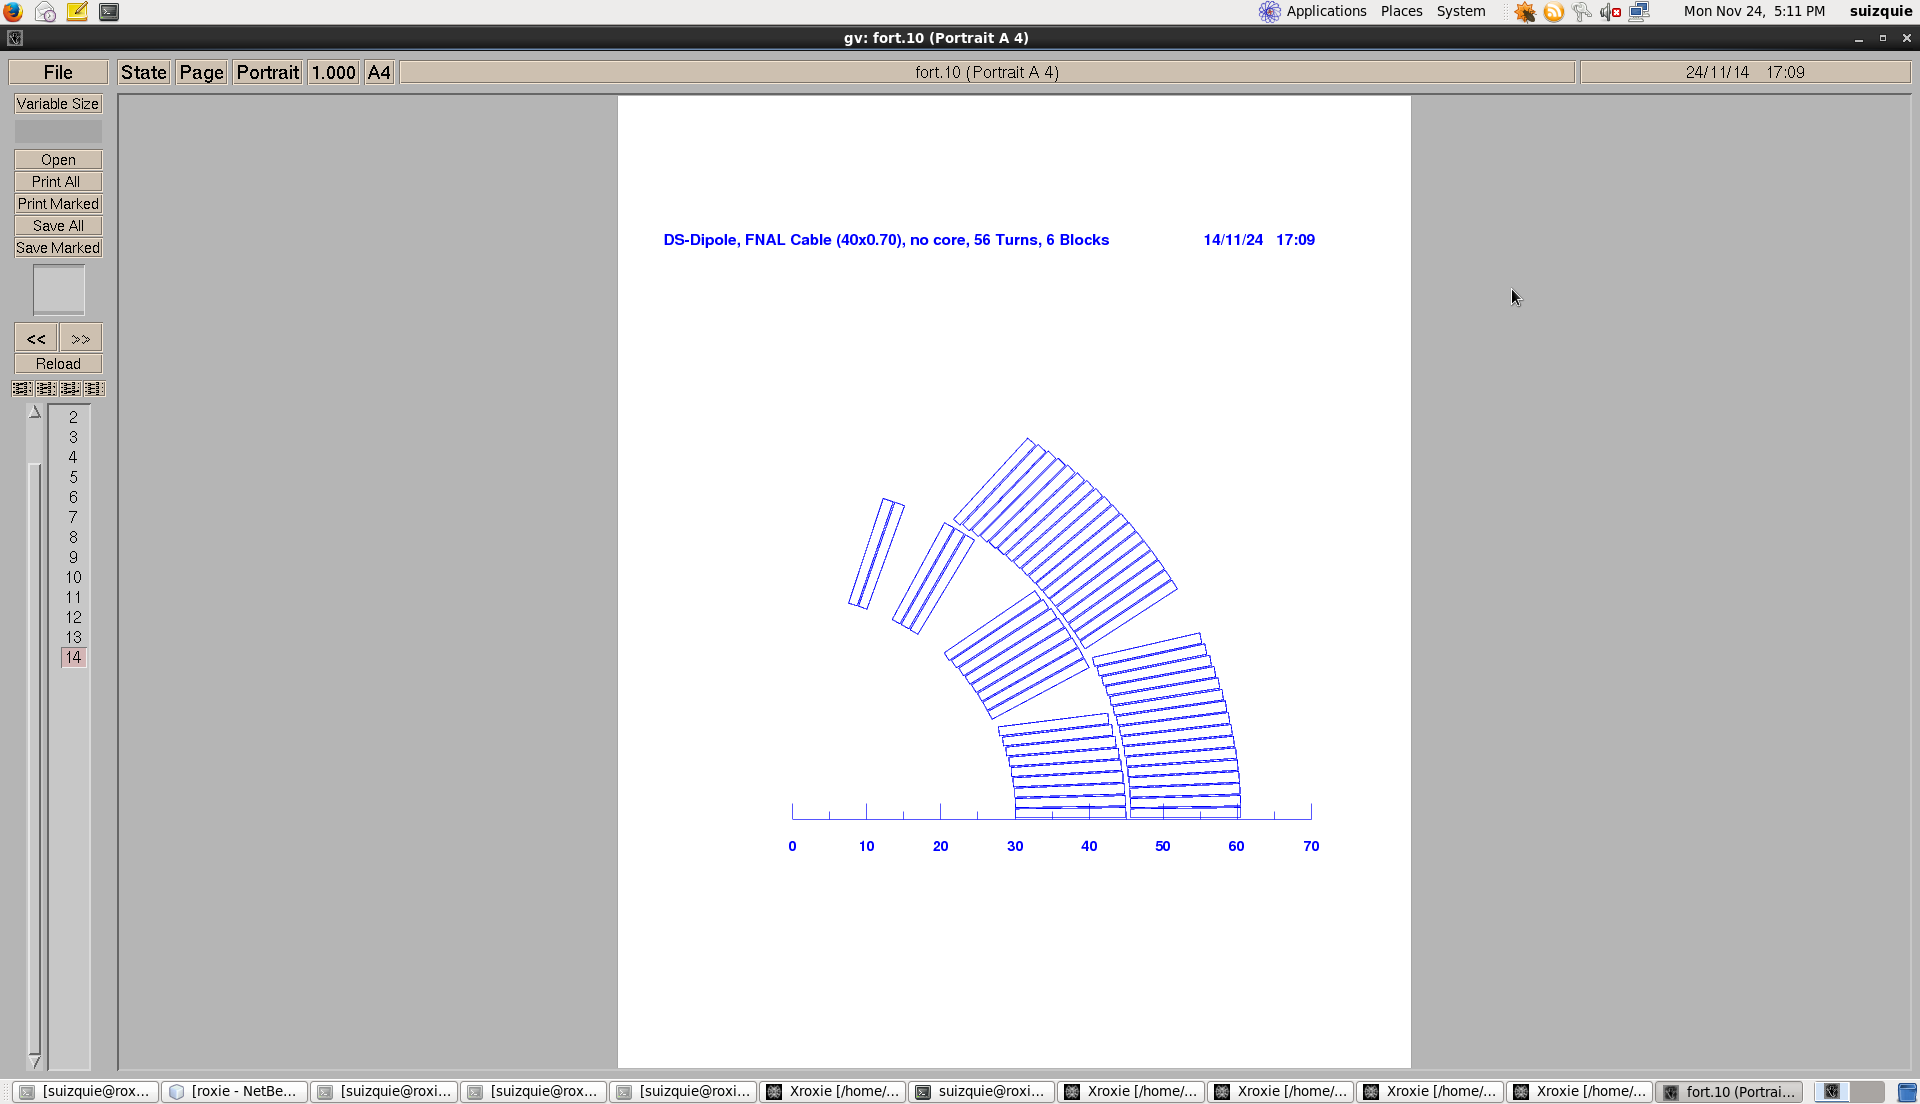 Applications Places System Mon Nov 24, 5:11 PM suizquie
gv: fort.10 (Portrait A 4)
File State Page Portrait 1.000 A4 fort.10 (Portrait A 4) 24/11/14 17:09
Variable Size
Open
Print All
Print Marked
Save All
Save Marked
<< >>
Reload
2
3
4
5
6
7
8
9
10
11
12
13
14
DS-Dipole, FNAL Cable (40x0.70), no core, 56 Turns, 6 Blocks 14/11/24 17:09
0 10 20 30 40 50 60 70
[suizquie@rox... [roxie - NetBe... [suizquie@roxi... [suizquie@rox... [suizquie@roxi... Xroxie [/home/... suizquie@roxi... Xroxie [/home/... Xroxie [/home/... Xroxie [/home/... Xroxie [/home/... fort.10 (Portrai...